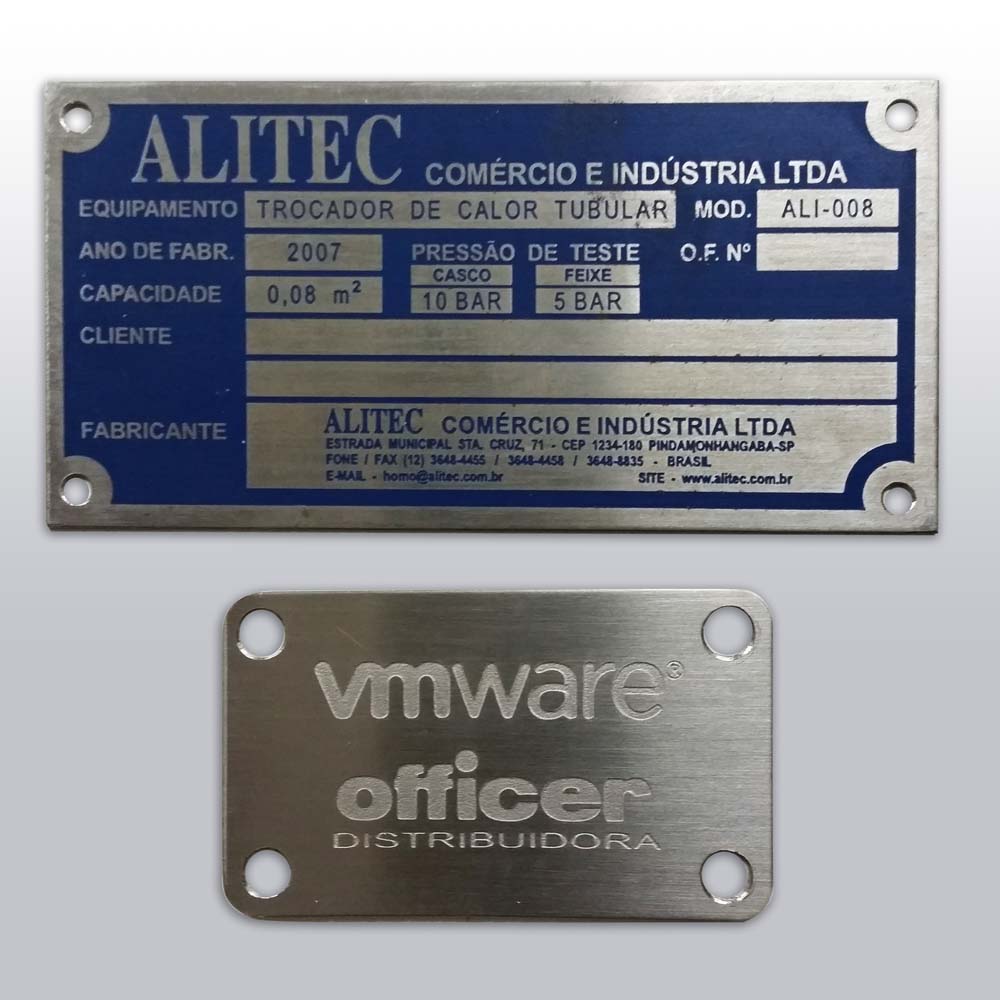 ALITEC COMÉRCIO E INDÚSTRIA LTDA
EQUIPAMENTO TROCADOR DE CALOR TUBULAR MOD. ALI-008
ANO DE FABR. 2007 PRESSÃO DE TESTE O.F. Nº
CASCO FEIXE
CAPACIDADE 0,08 m² 10 BAR 5 BAR
CLIENTE
FABRICANTE ALITEC COMÉRCIO E INDÚSTRIA LTDA
ESTRADA MUNICIPAL STA. CRUZ, 71 - CEP 1234-180 PINDAMONHANGABA-SP
FONE / FAX (12) 3648-4455 / 3648-4458 / 3648-8835 - BRASIL
E-MAIL - homo@alitec.com.br SITE - www.alitec.com.br
vmware®
officer
DISTRIBUIDORA